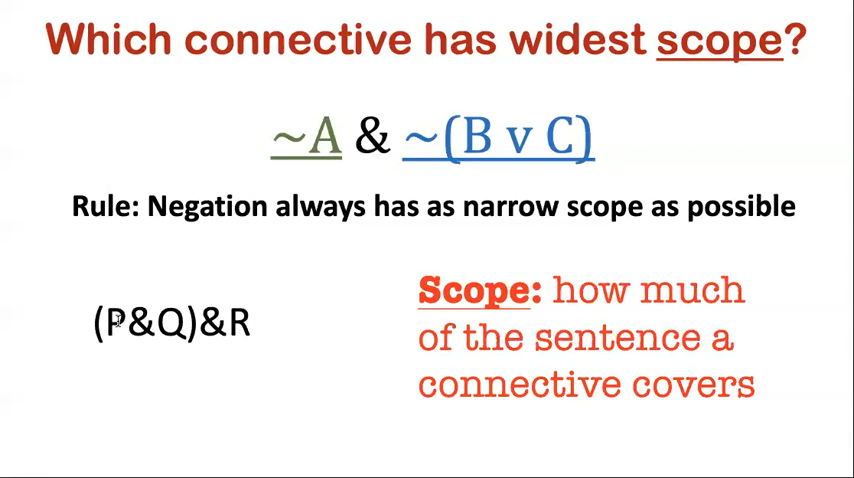 Which connective has widest scope?
~A & ~(B v C)
Rule: Negation always has as narrow scope as possible
(P&Q)&R
Scope: how much
of the sentence a
connective covers